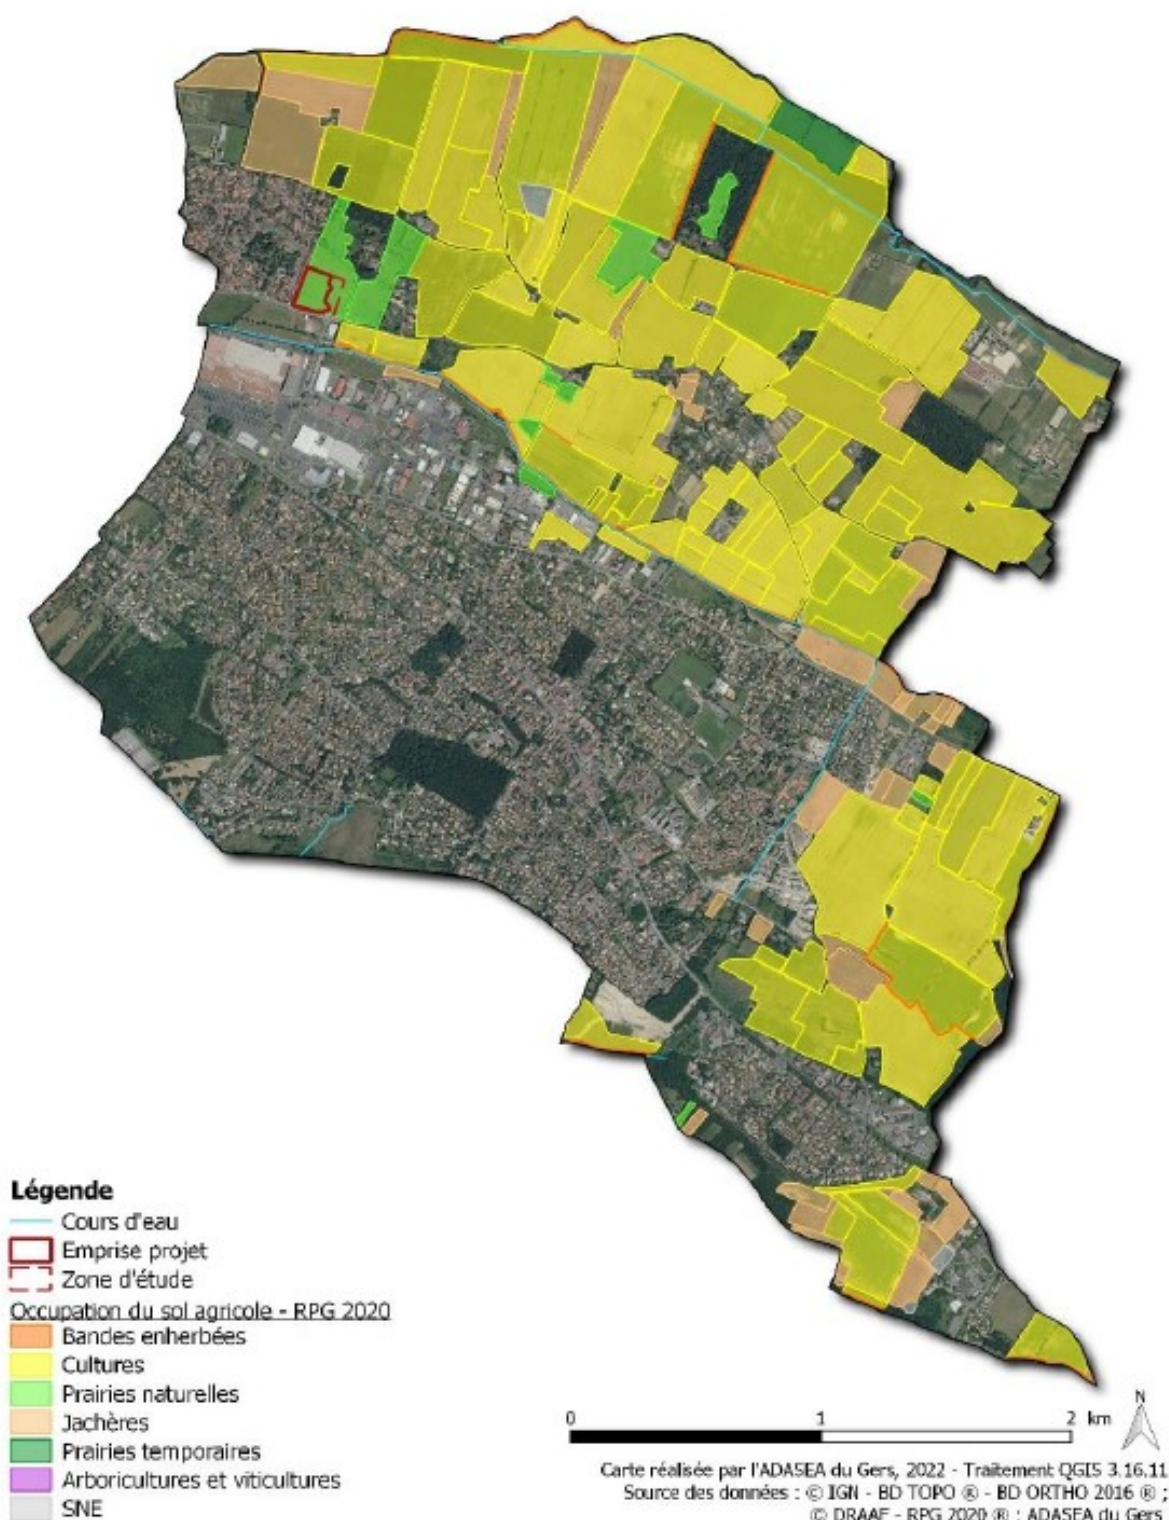 Légende
Cours d'eau
Emprise projet
Zone d'étude
Occupation du sol agricole - RPG 2020
Bandes enherbées
Cultures
Prairies naturelles
Jachères
Prairies temporaires
Arboricultures et viticultures
SNE
0 1 2 km
N
Carte réalisée par l'ADASEA du Gers, 2022 - Traitement QGIS 3.16.11
Source des données : © IGN - BD TOPO ® - BD ORTHO 2016 ® ;
© DRAAF - RPG 2020 ® ; ADASEA du Gers